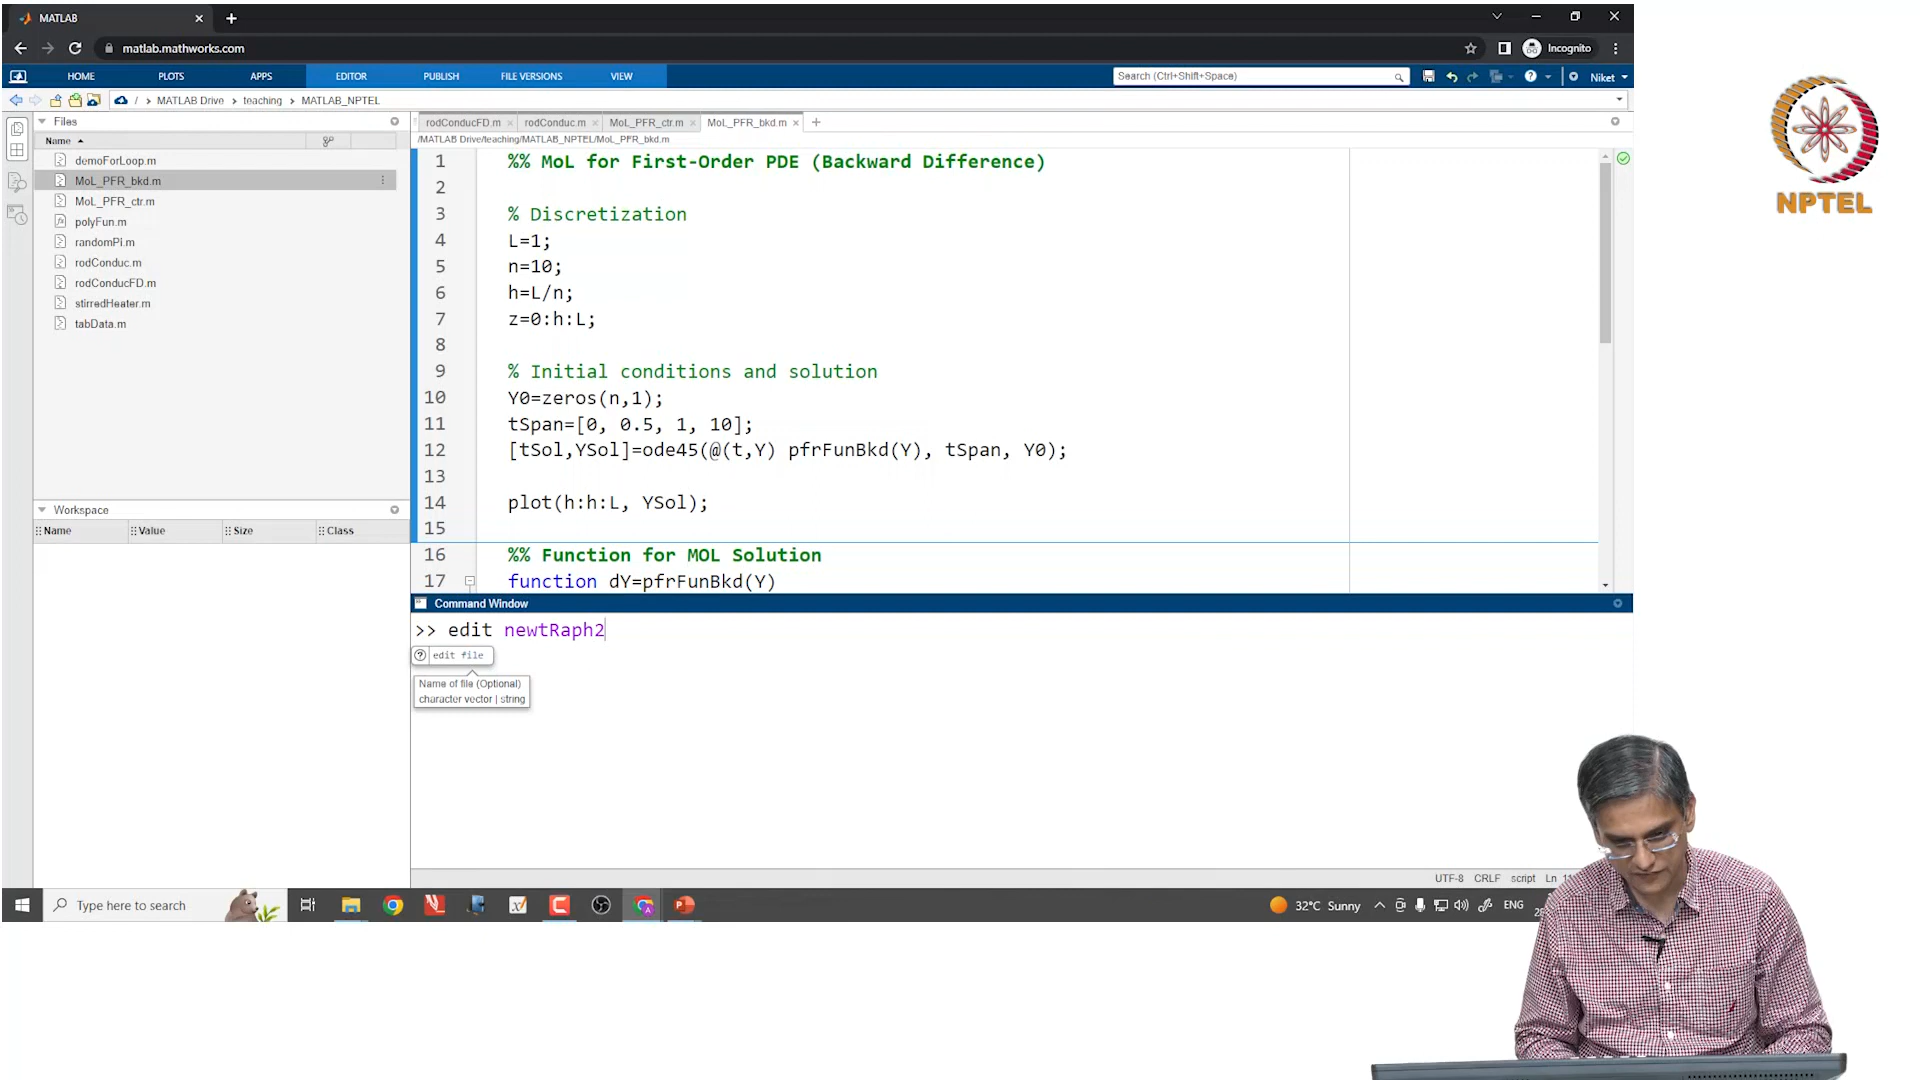 MATLAB
matlab.mathworks.com
Incognito
HOME PLOTS APPS EDITOR PUBLISH FILE VERSIONS VIEW
Search (Ctrl+Shift+Space)
Niket
/ > MATLAB Drive > teaching > MATLAB_NPTEL
Files
Name
demoForLoop.m
MoL_PFR_bkd.m
MoL_PFR_ctr.m
polyFun.m
randomPi.m
rodConduc.m
rodConducFD.m
stirredHeater.m
tabData.m
Workspace
Name Value Size Class
rodConducFD.m rodConduc.m MoL_PFR_ctr.m MoL_PFR_bkd.m
/MATLAB Drive/teaching/MATLAB_NPTEL/MoL_PFR_bkd.m
1 %% MoL for First-Order PDE (Backward Difference)
2
3 % Discretization
4 L=1;
5 n=10;
6 h=L/n;
7 z=0:h:L;
8
9 % Initial conditions and solution
10 Y0=zeros(n,1);
11 tSpan=[0, 0.5, 1, 10];
12 [tSol,YSol]=ode45(@(t,Y) pfrFunBkd(Y), tSpan, Y0);
13
14 plot(h:h:L, YSol);
15
16 %% Function for MOL Solution
17 function dY=pfrFunBkd(Y)
Command Window
>> edit newtRaph2
edit file
Name of file (Optional)
character vector | string
UTF-8 CRLF script Ln
Type here to search
32°C Sunny
ENG
NPTEL